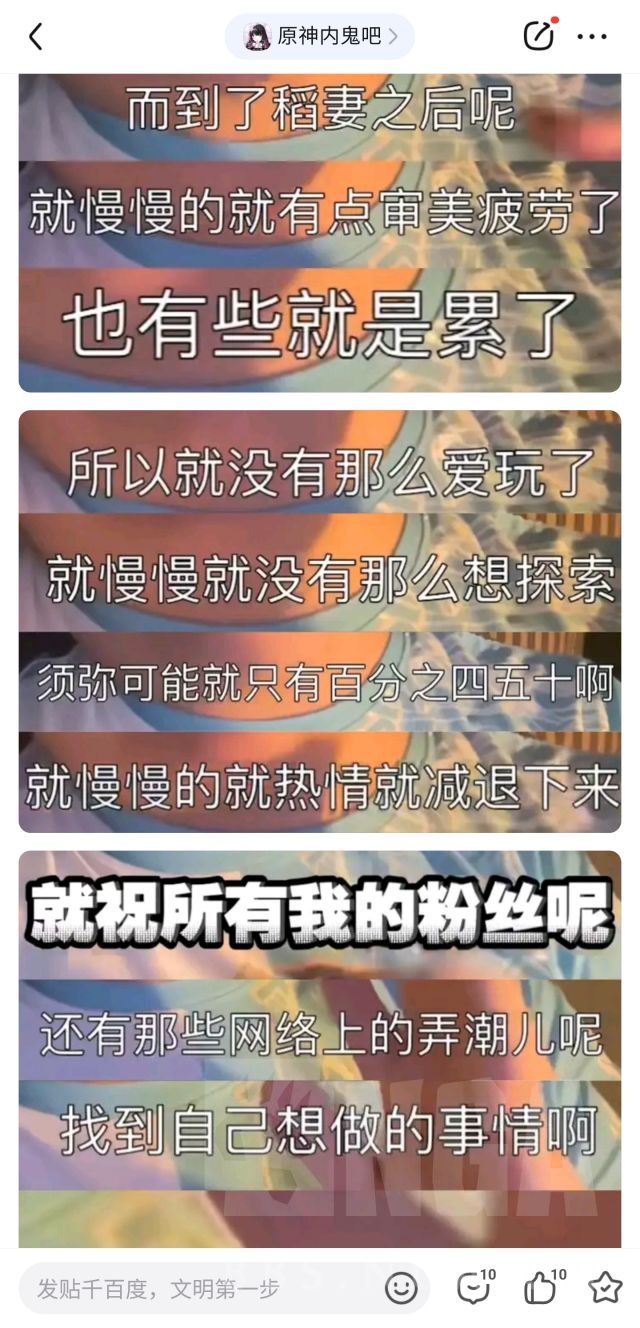 原神内鬼吧
而到了稻妻之后呢
就慢慢的就有点审美疲劳了
也有些就是累了
所以就没有那么爱玩了
就慢慢就没有那么想探索
须弥可能就只有百分之四五十啊
就慢慢的就热情就减退下来
就祝所有我的粉丝呢
还有那些网络上的弄潮儿呢
找到自己想做的事情啊
NGA
发贴千百度，文明第一步
10
10